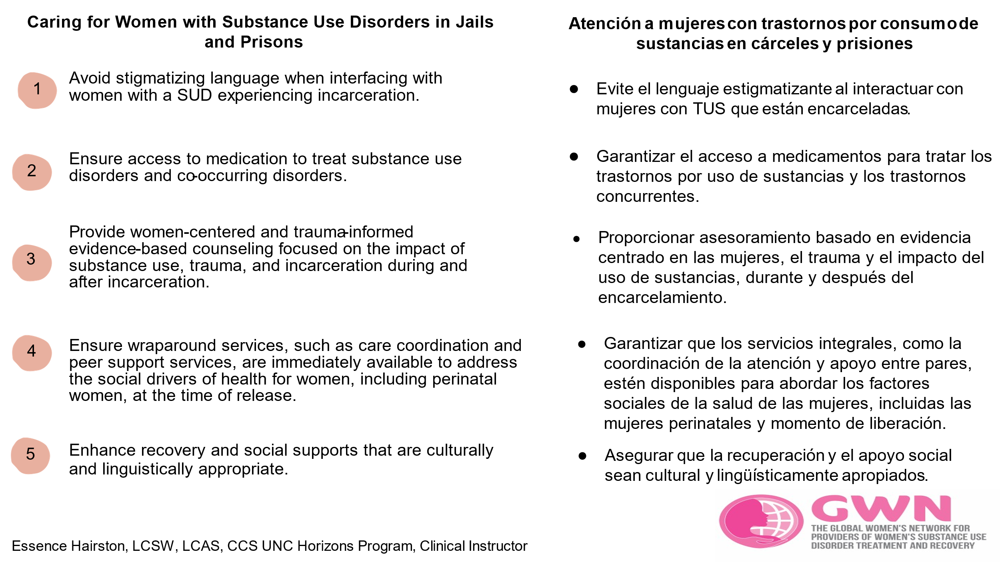 Caring for Women with Substance Use Disorders in Jails
and Prisons
1
Avoid stigmatizing language when interfacing with
women with a SUD experiencing incarceration.
2
Ensure access to medication to treat substance use
disorders and co-occurring disorders.
3
Provide women-centered and trauma-informed
evidence-based counseling focused on the impact of
substance use, trauma, and incarceration during and
after incarceration.
4
Ensure wraparound services, such as care coordination and
peer support services, are immediately available to address
the social drivers of health for women, including perinatal
women, at the time of release.
5
Enhance recovery and social supports that are culturally
and linguistically appropriate.
Essence Hairston, LCSW, LCAS, CCS UNC Horizons Program, Clinical Instructor
Atención a mujeres con trastornos por consumo de
sustancias en cárceles y prisiones
● Evite el lenguaje estigmatizante al interactuar con
mujeres con TUS que están encarceladas.
● Garantizar el acceso a medicamentos para tratar los
trastornos por uso de sustancias y los trastornos
concurrentes.
● Proporcionar asesoramiento basado en evidencia
centrado en las mujeres, el trauma y el impacto del
uso de sustancias, durante y después del
encarcelamiento.
● Garantizar que los servicios integrales, como la
coordinación de la atención y apoyo entre pares,
estén disponibles para abordar los factores
sociales de la salud de las mujeres, incluidas las
mujeres perinatales y momento de liberación.
● Asegurar que la recuperación y el apoyo social
sean cultural y lingüísticamente apropiados.
GWN
THE GLOBAL WOMEN'S NETWORK FOR
PROVIDERS OF WOMEN'S SUBSTANCE USE
DISORDER TREATMENT AND RECOVERY